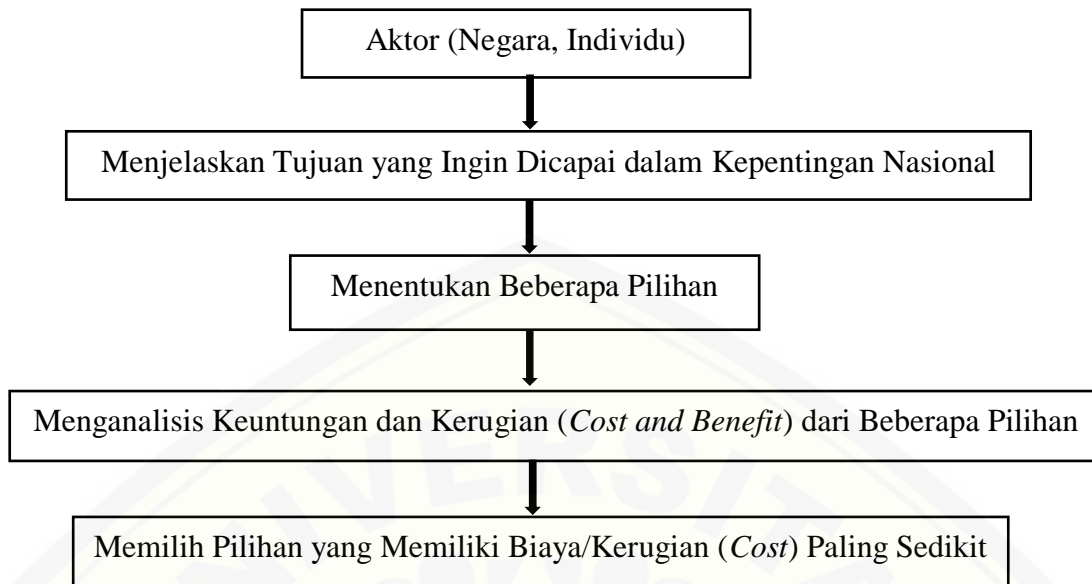 Aktor (Negara, Individu)
Menjelaskan Tujuan yang Ingin Dicapai dalam Kepentingan Nasional
Menentukan Beberapa Pilihan
Menganalisis Keuntungan dan Kerugian (Cost and Benefit) dari Beberapa Pilihan
Memilih Pilihan yang Memiliki Biaya/Kerugian (Cost) Paling Sedikit